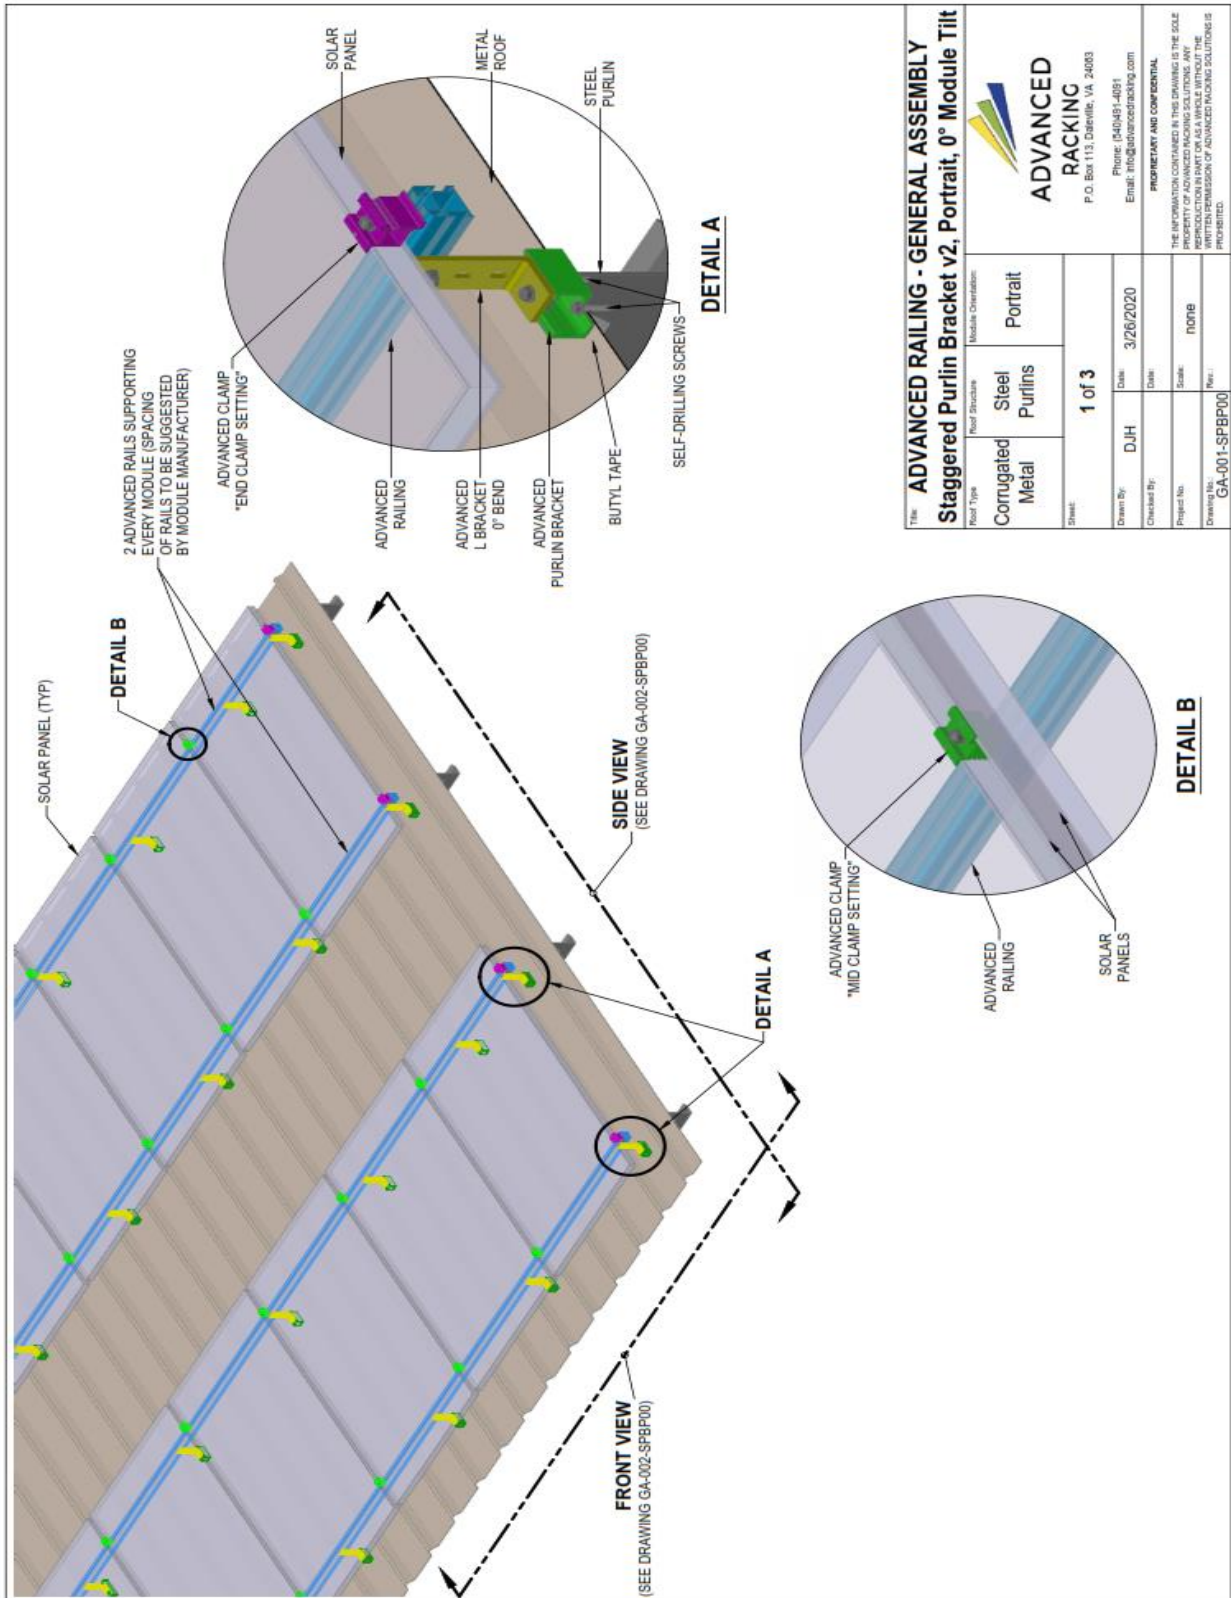 2 ADVANCED RAILS SUPPORTING
EVERY MODULE (SPACING
OF RAILS TO BE SUGGESTED
BY MODULE MANUFACTURER)
SOLAR PANEL (TYP)
DETAIL B
SIDE VIEW
(SEE DRAWING GA-002-SPBP00)
DETAIL A
FRONT VIEW
(SEE DRAWING GA-002-SPBP00)
SOLAR
PANEL
METAL
ROOF
STEEL
PURLIN
ADVANCED CLAMP
"END CLAMP SETTING"
ADVANCED
RAILING
ADVANCED
L BRACKET
0° BEND
ADVANCED
PURLIN BRACKET
BUTYL TAPE
SELF-DRILLING SCREWS
DETAIL A
ADVANCED CLAMP
"MID CLAMP SETTING"
ADVANCED
RAILING
SOLAR
PANELS
DETAIL B
Title: ADVANCED RAILING - GENERAL ASSEMBLY
Staggered Purlin Bracket v2, Portrait, 0° Module Tilt
Roof Type
Corrugated
Metal
Roof Structure
Steel
Purlins
Module Orientation:
Portrait
Sheet:
1 of 3
Drawn By: DJH
Date: 3/26/2020
Checked By:
Date:
Project No.
Scale: none
Drawing No.:
GA-001-SPBP00
Rev.:
ADVANCED
RACKING
P.O. Box 113, Daleville, VA 24083
Phone: (540)491-4091
Email: info@advancedracking.com
PROPRIETARY AND CONFIDENTIAL
THE INFORMATION CONTAINED IN THIS DRAWING IS THE SOLE
PROPERTY OF ADVANCED RACKING SOLUTIONS. ANY
REPRODUCTION IN PART OR AS A WHOLE WITHOUT THE
WRITTEN PERMISSION OF ADVANCED RACKING SOLUTIONS IS
PROHIBITED.